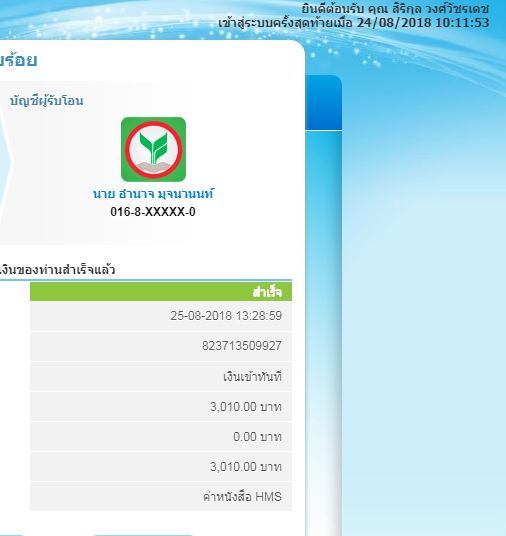 ยินดีต้อนรับ คุณ สิริกุล วงศ์วัชรเดช
เข้าสู่ระบบครั้งสุดท้ายเมื่อ 24/08/2018 10:11:53
บร้อย
บัญชีผู้รับโอน
นาย อำนาจ มุจนานนท์
016-8-XXXXX-0
เงินของท่านสำเร็จแล้ว
สำเร็จ
25-08-2018 13:28:59
823713509927
เงินเข้าทันที
3,010.00 บาท
0.00 บาท
3,010.00 บาท
ค่าหนังสือ HMS